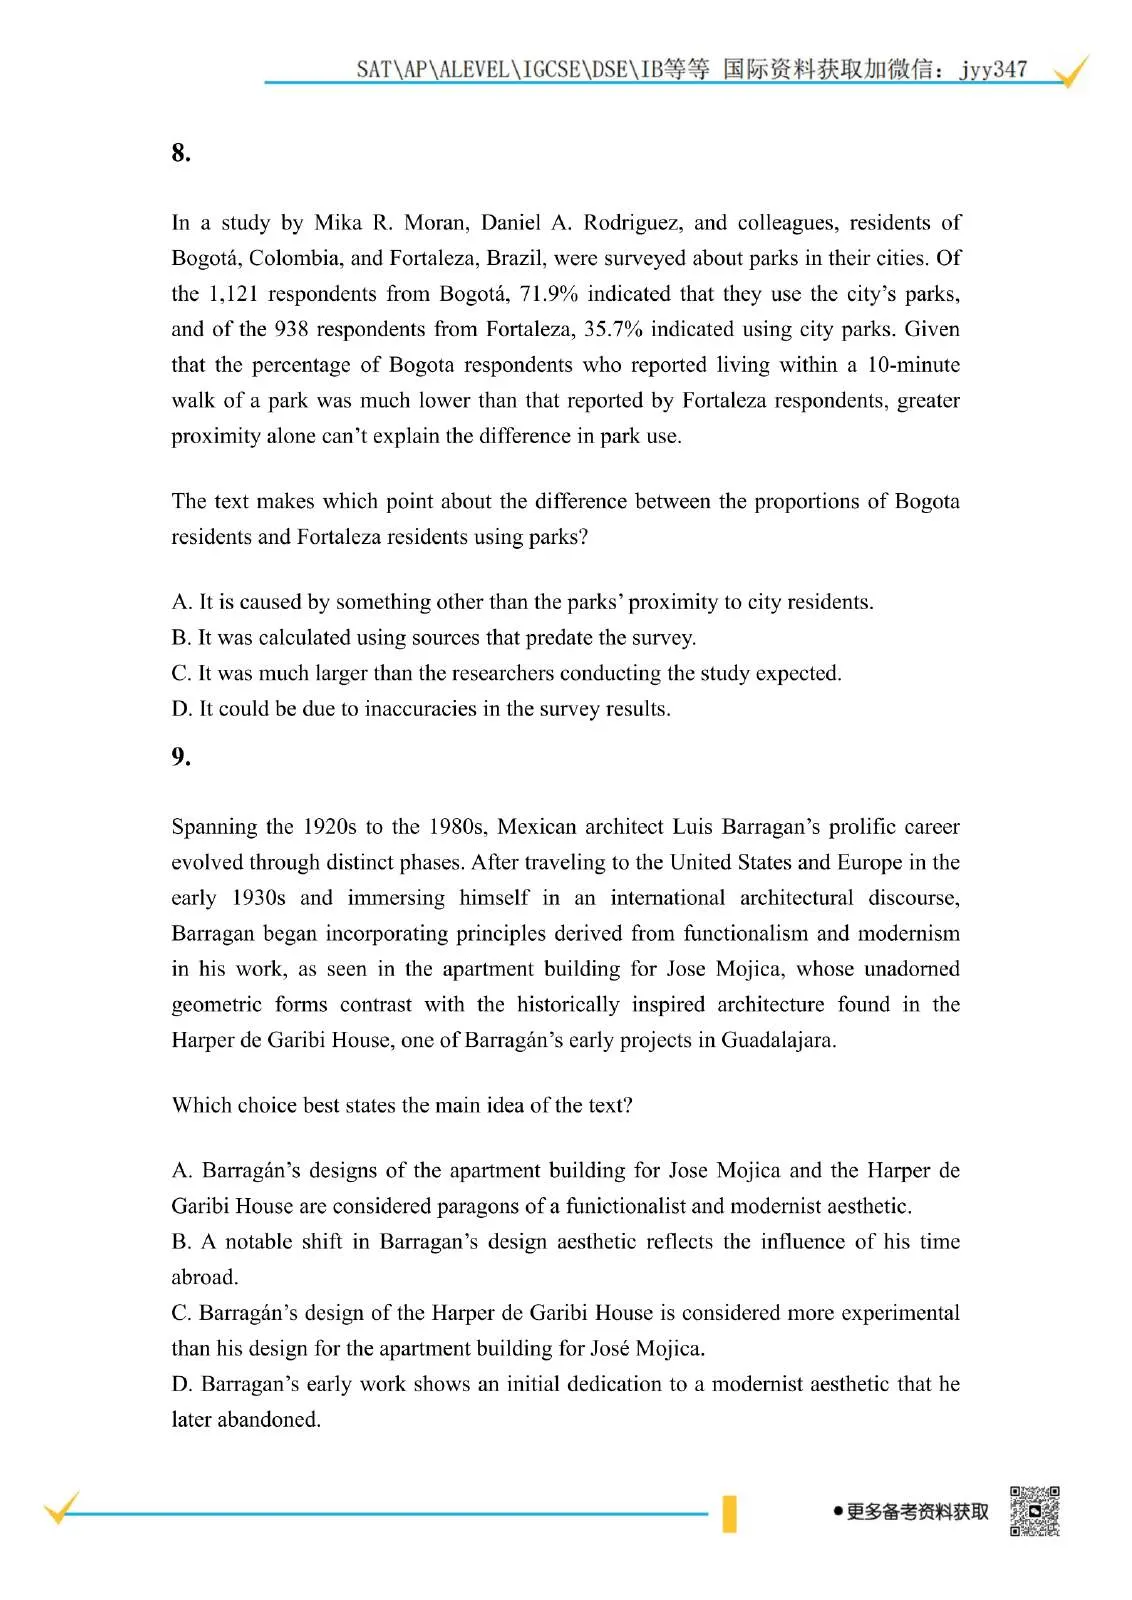 SAT\AP\ALEVEL\IGCSE\DSE\IB等等 国际资料获取加微信：jyy347
8.
In a study by Mika R. Moran, Daniel A. Rodriguez, and colleagues, residents of
Bogotá, Colombia, and Fortaleza, Brazil, were surveyed about parks in their cities. Of
the 1,121 respondents from Bogotá, 71.9% indicated that they use the city’s parks,
and of the 938 respondents from Fortaleza, 35.7% indicated using city parks. Given
that the percentage of Bogota respondents who reported living within a 10-minute
walk of a park was much lower than that reported by Fortaleza respondents, greater
proximity alone can’t explain the difference in park use.
The text makes which point about the difference between the proportions of Bogota
residents and Fortaleza residents using parks?
A. It is caused by something other than the parks’ proximity to city residents.
B. It was calculated using sources that predate the survey.
C. It was much larger than the researchers conducting the study expected.
D. It could be due to inaccuracies in the survey results.
9.
Spanning the 1920s to the 1980s, Mexican architect Luis Barragan’s prolific career
evolved through distinct phases. After traveling to the United States and Europe in the
early 1930s and immersing himself in an international architectural discourse,
Barragan began incorporating principles derived from functionalism and modernism
in his work, as seen in the apartment building for Jose Mojica, whose unadorned
geometric forms contrast with the historically inspired architecture found in the
Harper de Garibi House, one of Barragán’s early projects in Guadalajara.
Which choice best states the main idea of the text?
A. Barragán’s designs of the apartment building for Jose Mojica and the Harper de
Garibi House are considered paragons of a funictionalist and modernist aesthetic.
B. A notable shift in Barragan’s design aesthetic reflects the influence of his time
abroad.
C. Barragán’s design of the Harper de Garibi House is considered more experimental
than his design for the apartment building for José Mojica.
D. Barragan’s early work shows an initial dedication to a modernist aesthetic that he
later abandoned.
●更多备考资料获取